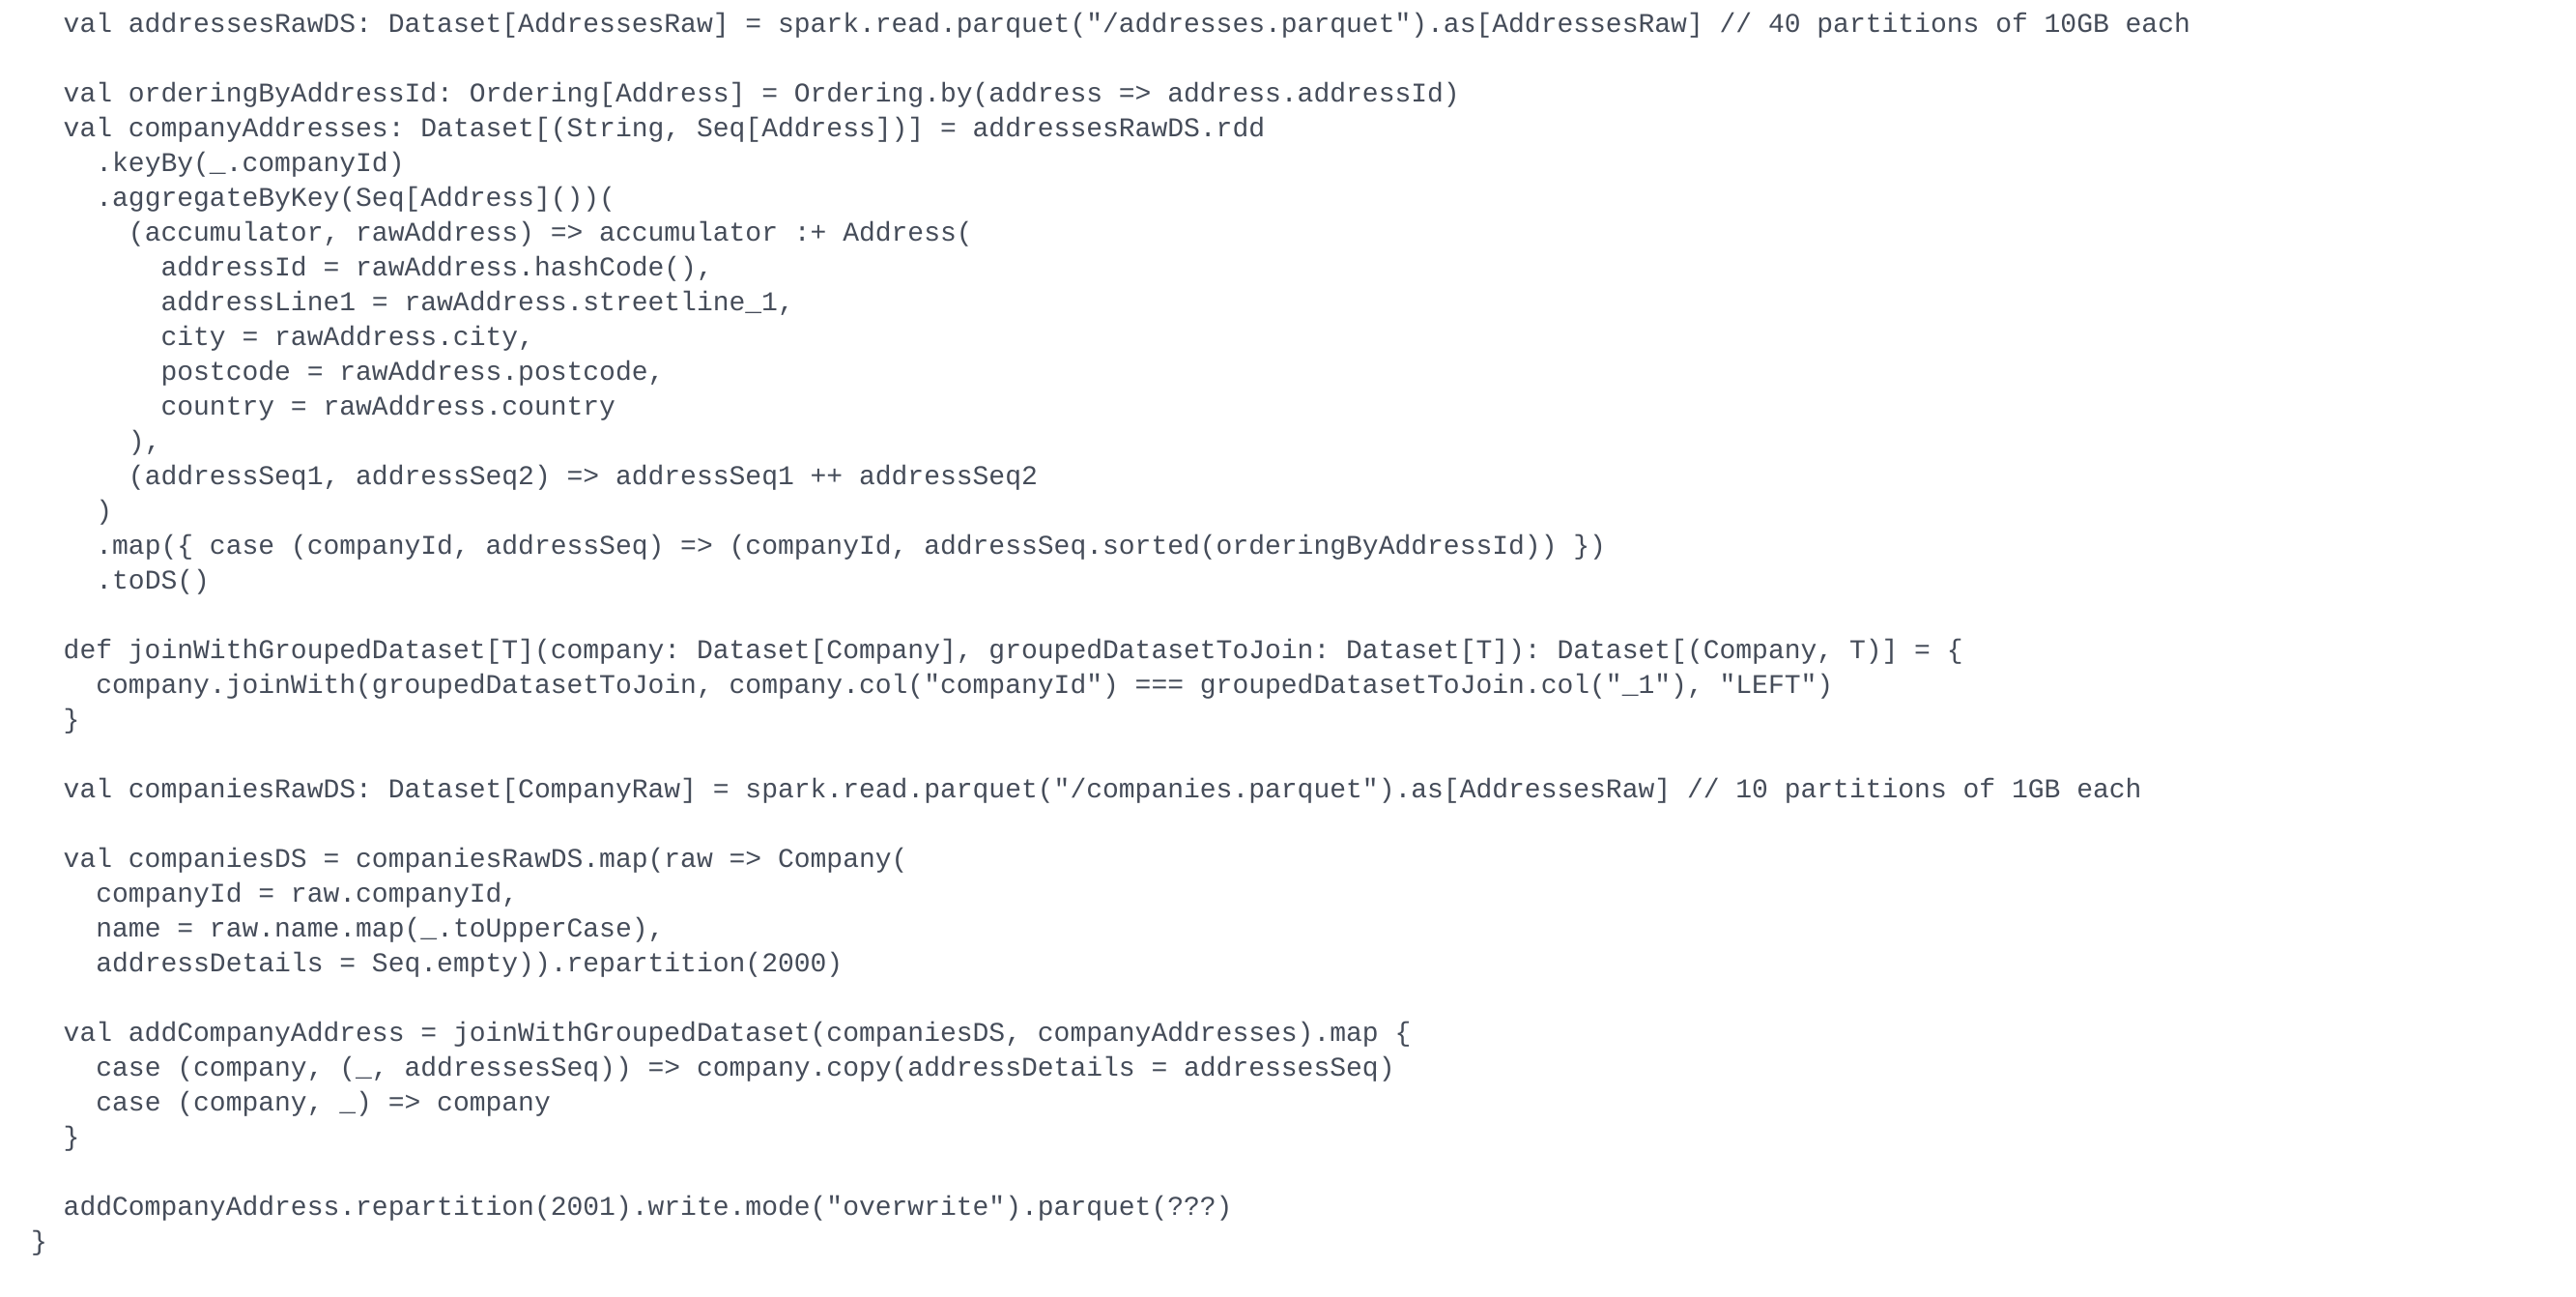 val addressesRawDS: Dataset[AddressesRaw] = spark.read.parquet("/addresses.parquet").as[AddressesRaw] // 40 partitions of 10GB each
val orderingByAddressId: Ordering[Address] = Ordering.by(address => address.addressId)
val companyAddresses: Dataset[(String, Seq[Address])] = addressesRawDS.rdd
.keyBy(_.companyId)
.aggregateByKey(Seq[Address]())(
(accumulator, rawAddress) => accumulator :+ Address(
addressId = rawAddress.hashCode(),
addressLine1 = rawAddress.streetline_1,
city = rawAddress.city,
postcode = rawAddress.postcode,
country = rawAddress.country
),
(addressSeq1, addressSeq2) => addressSeq1 ++ addressSeq2
)
.map({ case (companyId, addressSeq) => (companyId, addressSeq.sorted(orderingByAddressId)) })
.toDS()
def joinWithGroupedDataset[T](company: Dataset[Company], groupedDatasetToJoin: Dataset[T]): Dataset[(Company, T)] = {
company.joinWith(groupedDatasetToJoin, company.col("companyId") === groupedDatasetToJoin.col("_1"), "LEFT")
}
val companiesRawDS: Dataset[CompanyRaw] = spark.read.parquet("/companies.parquet").as[AddressesRaw] // 10 partitions of 1GB each
val companiesDS = companiesRawDS.map(raw => Company(
companyId = raw.companyId,
name = raw.name.map(_.toUpperCase),
addressDetails = Seq.empty)).repartition(2000)
val addCompanyAddress = joinWithGroupedDataset(companiesDS, companyAddresses).map {
case (company, (_, addressesSeq)) => company.copy(addressDetails = addressesSeq)
case (company, _) => company
}
addCompanyAddress.repartition(2001).write.mode("overwrite").parquet(???)
}